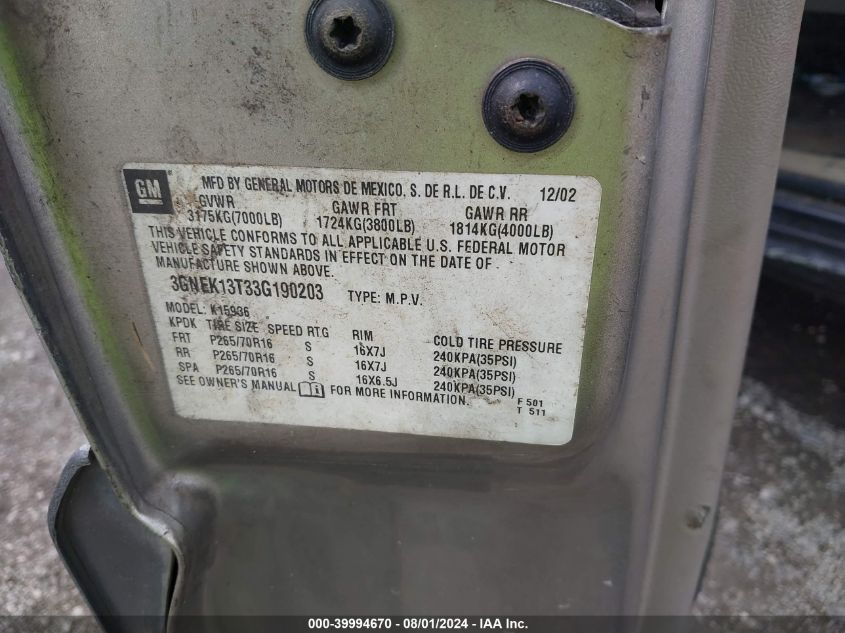 GM
MFD BY GENERAL MOTORS DE MEXICO, S. DE R.L. DE C.V. 12/02
GVWR GAWR FRT GAWR RR
3175KG(7000LB) 1724KG(3800LB) 1814KG(4000LB)
THIS VEHICLE CONFORMS TO ALL APPLICABLE U.S. FEDERAL MOTOR
VEHICLE SAFETY STANDARDS IN EFFECT ON THE DATE OF
MANUFACTURE SHOWN ABOVE.
3GNEK13T33G190203 TYPE: M.P.V.
MODEL: K15936
KPDK TIRE SIZE SPEED RTG RIM COLD TIRE PRESSURE
FRT P265/70R16 S 16X7J 240KPA(35PSI)
RR P265/70R16 S 16X7J 240KPA(35PSI)
SPA P265/70R16 S 16X6.5J 240KPA(35PSI)
SEE OWNER'S MANUAL FOR MORE INFORMATION. F 501
T 511
000-39994670 - 08/01/2024 - IAA Inc.